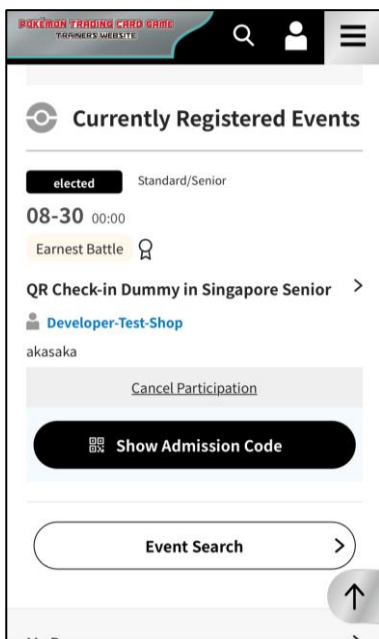 POKÉMON TRADING CARD GAME
TRAINERS WEBSITE
Currently Registered Events
elected
Standard/Senior
08-30 00:00
Earnest Battle
QR Check-in Dummy in Singapore Senior
Developer-Test-Shop
akasaka
Cancel Participation
Show Admission Code
Event Search